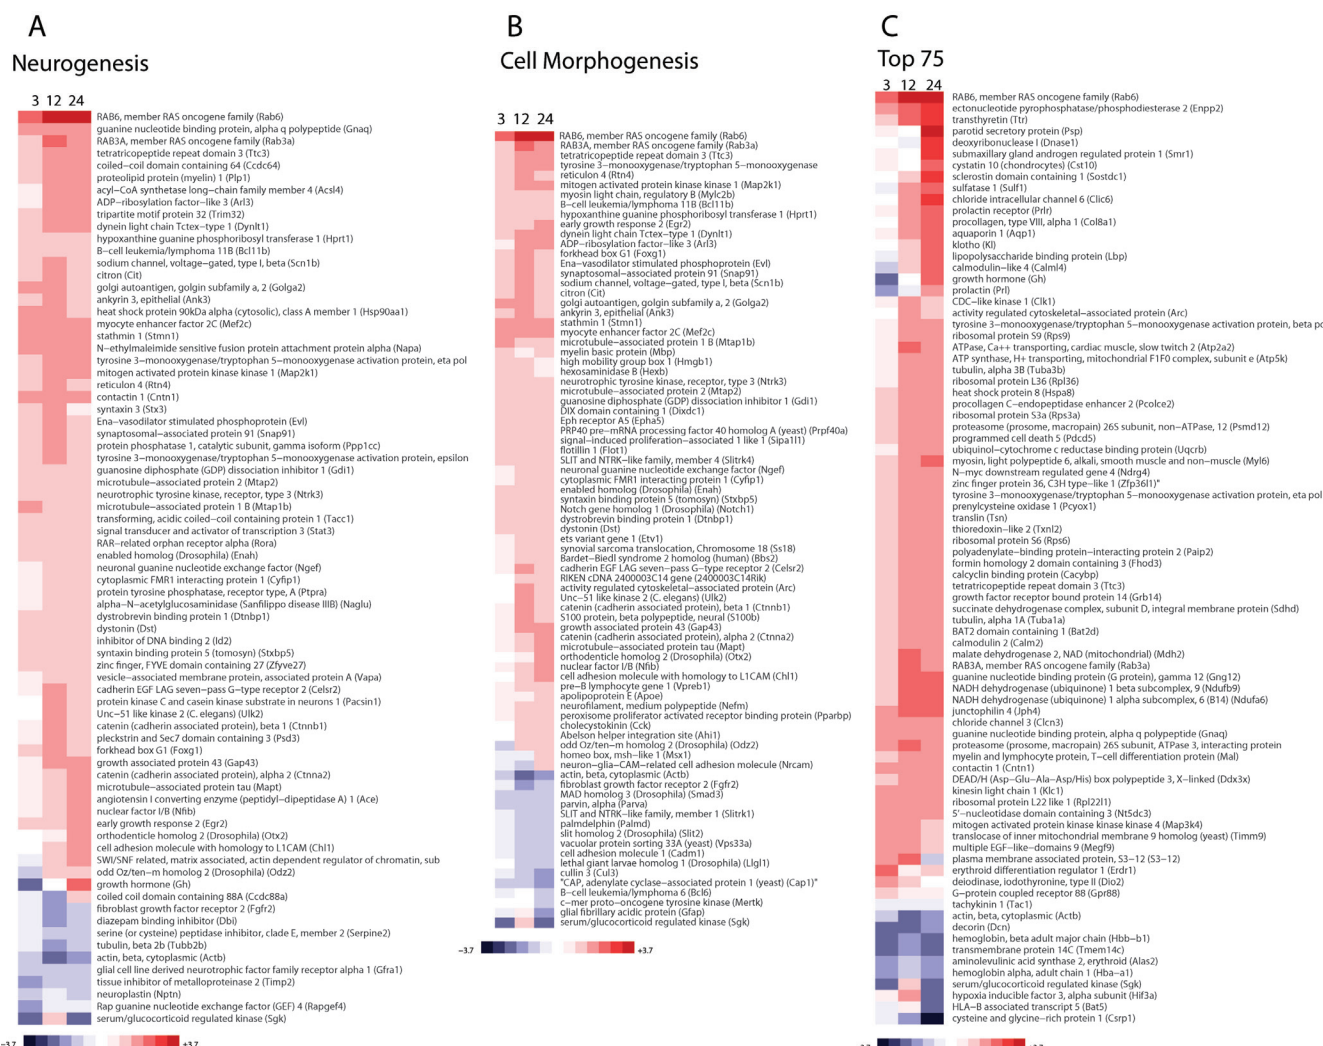 A
Neurogenesis
3 12 24
RAB6, member RAS oncogene family (Rab6)
guanine nucleotide binding protein, alpha q polypeptide (Gnaq)
RAB3A, member RAS oncogene family (Rab3a)
tetratricopeptide repeat domain 3 (Ttc3)
coiled−coil domain containing 64 (Ccdc64)
proteolipid protein (myelin) 1 (Plp1)
acyl−CoA synthetase long−chain family member 4 (Acsl4)
ADP−ribosylation factor−like 3 (Arl3)
tripartite motif protein 32 (Trim32)
dynein light chain Tctex−type 1 (Dynlt1)
hypoxanthine guanine phosphoribosyl transferase 1 (Hprt1)
B−cell leukemia/lymphoma 11B (Bcl11b)
sodium channel, voltage−gated, type I, beta (Scn1b)
citron (Cit)
golgi autoantigen, golgin subfamily a, 2 (Golga2)
ankyrin 3, epithelial (Ank3)
heat shock protein 90kDa alpha (cytosolic), class A member 1 (Hsp90aa1)
myocyte enhancer factor 2C (Mef2c)
stathmin 1 (Stmn1)
N−ethylmaleimide sensitive fusion protein attachment protein alpha (Napa)
tyrosine 3−monooxygenase/tryptophan 5−monooxygenase activation protein, eta pol
mitogen activated protein kinase kinase 1 (Map2k1)
reticulon 4 (Rtn4)
contactin 1 (Cntn1)
syntaxin 3 (Stx3)
Ena−vasodilator stimulated phosphoprotein (Evl)
synaptosomal−associated protein 91 (Snap91)
protein phosphatase 1, catalytic subunit, gamma isoform (Ppp1cc)
tyrosine 3−monooxygenase/tryptophan 5−monooxygenase activation protein, epsilon
guanosine diphosphate (GDP) dissociation inhibitor 1 (Gdi1)
microtubule−associated protein 2 (Mtap2)
neurotrophic tyrosine kinase, receptor, type 3 (Ntrk3)
microtubule−associated protein 1 B (Mtap1b)
transforming, acidic coiled−coil containing protein 1 (Tacc1)
signal transducer and activator of transcription 3 (Stat3)
RAR−related orphan receptor alpha (Rora)
enabled homolog (Drosophila) (Enah)
neuronal guanine nucleotide exchange factor (Ngef)
cytoplasmic FMR1 interacting protein 1 (Cyfip1)
protein tyrosine phosphatase, receptor type, A (Ptpra)
alpha−N−acetylglucosaminidase (Sanfilippo disease IIIB) (Naglu)
dystrobrevin binding protein 1 (Dtnbp1)
dystonin (Dst)
inhibitor of DNA binding 2 (Id2)
syntaxin binding protein 5 (tomosyn) (Stxbp5)
zinc finger, FYVE domain containing 27 (Zfyve27)
vesicle−associated membrane protein, associated protein A (Vapa)
cadherin EGF LAG seven−pass G−type receptor 2 (Celsr2)
protein kinase C and casein kinase substrate in neurons 1 (Pacsin1)
Unc−51 like kinase 2 (C. elegans) (Ulk2)
catenin (cadherin associated protein), beta 1 (Ctnnb1)
pleckstrin and Sec7 domain containing 3 (Psd3)
forkhead box G1 (Foxg1)
growth associated protein 43 (Gap43)
catenin (cadherin associated protein), alpha 2 (Ctnna2)
microtubule−associated protein tau (Mapt)
angiotensin I converting enzyme (peptidyl−dipeptidase A) 1 (Ace)
nuclear factor I/B (Nfib)
early growth response 2 (Egr2)
orthodenticle homolog 2 (Drosophila) (Otx2)
cell adhesion molecule with homology to L1CAM (Chl1)
SWI/SNF related, matrix associated, actin dependent regulator of chromatin, sub
odd Oz/ten−m homolog 2 (Drosophila) (Odz2)
growth hormone (Gh)
coiled coil domain containing 88A (Ccdc88a)
fibroblast growth factor receptor 2 (Fgfr2)
diazepam binding inhibitor (Dbi)
serine (or cysteine) peptidase inhibitor, clade E, member 2 (Serpine2)
tubulin, beta 2b (Tubb2b)
actin, beta, cytoplasmic (Actb)
glial cell line derived neurotrophic factor family receptor alpha 1 (Gfra1)
tissue inhibitor of metalloproteinase 2 (Timp2)
neuroplastin (Nptn)
Rap guanine nucleotide exchange factor (GEF) 4 (Rapgef4)
serum/glucocorticoid regulated kinase (Sgk)
−3.7 +3.7
B
Cell Morphogenesis
3 12 24
RAB6, member RAS oncogene family (Rab6)
RAB3A, member RAS oncogene family (Rab3a)
tetratricopeptide repeat domain 3 (Ttc3)
tyrosine 3−monooxygenase/tryptophan 5−monooxygenase
reticulon 4 (Rtn4)
mitogen activated protein kinase kinase 1 (Map2k1)
myosin light chain, regulatory B (Mylc2b)
B−cell leukemia/lymphoma 11B (Bcl11b)
hypoxanthine guanine phosphoribosyl transferase 1 (Hprt1)
early growth response 2 (Egr2)
dynein light chain Tctex−type 1 (Dynlt1)
ADP−ribosylation factor−like 3 (Arl3)
forkhead box G1 (Foxg1)
Ena−vasodilator stimulated phosphoprotein (Evl)
synaptosomal−associated protein 91 (Snap91)
sodium channel, voltage−gated, type I, beta (Scn1b)
citron (Cit)
golgi autoantigen, golgin subfamily a, 2 (Golga2)
ankyrin 3, epithelial (Ank3)
stathmin 1 (Stmn1)
myocyte enhancer factor 2C (Mef2c)
microtubule−associated protein 1 B (Mtap1b)
myelin basic protein (Mbp)
high mobility group box 1 (Hmgb1)
hexosaminidase B (Hexb)
neurotrophic tyrosine kinase, receptor, type 3 (Ntrk3)
microtubule−associated protein 2 (Mtap2)
guanosine diphosphate (GDP) dissociation inhibitor 1 (Gdi1)
DIX domain containing 1 (Dixdc1)
Eph receptor A5 (Epha5)
PRP40 pre−mRNA processing factor 40 homolog A (yeast) (Prpf40a)
signal−induced proliferation−associated 1 like 1 (Sipa1l1)
flotillin 1 (Flot1)
SLIT and NTRK−like family, member 4 (Slitrk4)
neuronal guanine nucleotide exchange factor (Ngef)
cytoplasmic FMR1 interacting protein 1 (Cyfip1)
enabled homolog (Drosophila) (Enah)
syntaxin binding protein 5 (tomosyn) (Stxbp5)
Notch gene homolog 1 (Drosophila) (Notch1)
dystrobrevin binding protein 1 (Dtnbp1)
dystonin (Dst)
ets variant gene 1 (Etv1)
synovial sarcoma translocation, Chromosome 18 (Ss18)
Bardet−Biedl syndrome 2 homolog (human) (Bbs2)
cadherin EGF LAG seven−pass G−type receptor 2 (Celsr2)
RIKEN cDNA 2400003C14 gene (2400003C14Rik)
activity regulated cytoskeletal−associated protein (Arc)
Unc−51 like kinase 2 (C. elegans) (Ulk2)
catenin (cadherin associated protein), beta 1 (Ctnnb1)
S100 protein, beta polypeptide, neural (S100b)
growth associated protein 43 (Gap43)
catenin (cadherin associated protein), alpha 2 (Ctnna2)
microtubule−associated protein tau (Mapt)
orthodenticle homolog 2 (Drosophila) (Otx2)
nuclear factor I/B (Nfib)
cell adhesion molecule with homology to L1CAM (Chl1)
pre−B lymphocyte gene 1 (Vpreb1)
apolipoprotein E (Apoe)
neurofilament, medium polypeptide (Nefm)
peroxisome proliferator activated receptor binding protein (Pparbp)
cholecystokinin (Cck)
Abelson helper integration site (Ahi1)
odd Oz/ten−m homolog 2 (Drosophila) (Odz2)
homeo box, msh−like 1 (Msx1)
neuron−glia−CAM−related cell adhesion molecule (Nrcam)
actin, beta, cytoplasmic (Actb)
fibroblast growth factor receptor 2 (Fgfr2)
MAD homolog 3 (Drosophila) (Smad3)
parvin, alpha (Parva)
SLIT and NTRK−like family, member 1 (Slitrk1)
palmdelphin (Palmd)
slit homolog 2 (Drosophila) (Slit2)
vacuolar protein sorting 33A (yeast) (Vps33a)
cell adhesion molecule 1 (Cadm1)
lethal giant larvae homolog 1 (Drosophila) (Llgl1)
cullin 3 (Cul3)
"CAP, adenylate cyclase−associated protein 1 (yeast) (Cap1)"
B−cell leukemia/lymphoma 6 (Bcl6)
c−mer proto−oncogene tyrosine kinase (Mertk)
glial fibrillary acidic protein (Gfap)
serum/glucocorticoid regulated kinase (Sgk)
−3.7 +3.7
C
Top 75
3 12 24
RAB6, member RAS oncogene family (Rab6)
ectonucleotide pyrophosphatase/phosphodiesterase 2 (Enpp2)
transthyretin (Ttr)
parotid secretory protein (Psp)
deoxyribonuclease I (Dnase1)
submaxillary gland androgen regulated protein 1 (Smr1)
cystatin 10 (chondrocytes) (Cst10)
sclerostin domain containing 1 (Sostdc1)
sulfatase 1 (Sulf1)
chloride intracellular channel 6 (Clic6)
prolactin receptor (Prlr)
procollagen, type VIII, alpha 1 (Col8a1)
aquaporin 1 (Aqp1)
klotho (Kl)
lipopolysaccharide binding protein (Lbp)
calmodulin−like 4 (Calml4)
growth hormone (Gh)
prolactin (Prl)
CDC−like kinase 1 (Clk1)
activity regulated cytoskeletal−associated protein (Arc)
tyrosine 3−monooxygenase/tryptophan 5−monooxygenase activation protein, beta po
ribosomal protein S9 (Rps9)
ATPase, Ca++ transporting, cardiac muscle, slow twitch 2 (Atp2a2)
ATP synthase, H+ transporting, mitochondrial F1F0 complex, subunit e (Atp5k)
tubulin, alpha 3B (Tuba3b)
ribosomal protein L36 (Rpl36)
heat shock protein 8 (Hspa8)
procollagen C−endopeptidase enhancer 2 (Pcolce2)
ribosomal protein S3a (Rps3a)
proteasome (prosome, macropain) 26S subunit, non−ATPase, 12 (Psmd12)
programmed cell death 5 (Pdcd5)
ubiquinol−cytochrome c reductase binding protein (Uqcrb)
myosin, light polypeptide 6, alkali, smooth muscle and non−muscle (Myl6)
N−myc downstream regulated gene 4 (Ndrg4)
zinc finger protein 36, C3H type−like 1 (Zfp36l1)"
tyrosine 3−monooxygenase/tryptophan 5−monooxygenase activation protein, eta pol
prenylcysteine oxidase 1 (Pcyox1)
translin (Tsn)
thioredoxin−like 2 (Txnl2)
ribosomal protein S6 (Rps6)
polyadenylate−binding protein−interacting protein 2 (Paip2)
formin homology 2 domain containing 3 (Fhod3)
calcyclin binding protein (Cacybp)
tetratricopeptide repeat domain 3 (Ttc3)
growth factor receptor bound protein 14 (Grb14)
succinate dehydrogenase complex, subunit D, integral membrane protein (Sdhd)
tubulin, alpha 1A (Tuba1a)
BAT2 domain containing 1 (Bat2d)
calmodulin 2 (Calm2)
malate dehydrogenase 2, NAD (mitochondrial) (Mdh2)
RAB3A, member RAS oncogene family (Rab3a)
guanine nucleotide binding protein (G protein), gamma 12 (Gng12)
NADH dehydrogenase (ubiquinone) 1 beta subcomplex, 9 (Ndufb9)
NADH dehydrogenase (ubiquinone) 1 alpha subcomplex, 6 (B14) (Ndufa6)
junctophilin 4 (Jph4)
chloride channel 3 (Clcn3)
guanine nucleotide binding protein, alpha q polypeptide (Gnaq)
proteasome (prosome, macropain) 26S subunit, ATPase 3, interacting protein
myelin and lymphocyte protein, T−cell differentiation protein (Mal)
contactin 1 (Cntn1)
DEAD/H (Asp−Glu−Ala−Asp/His) box polypeptide 3, X−linked (Ddx3x)
kinesin light chain 1 (Klc1)
ribosomal protein L22 like 1 (Rpl22l1)
5'−nucleotidase domain containing 3 (Nt5dc3)
mitogen activated protein kinase kinase kinase 4 (Map3k4)
translocase of inner mitochondrial membrane 9 homolog (yeast) (Timm9)
multiple EGF−like−domains 9 (Megf9)
plasma membrane associated protein, S3−12 (S3−12)
erythroid differentiation regulator 1 (Erdr1)
deiodinase, iodothyronine, type II (Dio2)
G−protein coupled receptor 88 (Gpr88)
tachykinin 1 (Tac1)
actin, beta, cytoplasmic (Actb)
decorin (Dcn)
hemoglobin, beta adult major chain (Hbb−b1)
transmembrane protein 14C (Tmem14c)
aminolevulinic acid synthase 2, erythroid (Alas2)
hemoglobin alpha, adult chain 1 (Hba−a1)
serum/glucocorticoid regulated kinase (Sgk)
hypoxia inducible factor 3, alpha subunit (Hif3a)
HLA−B associated transcript 5 (Bat5)
cysteine and glycine−rich protein 1 (Csrp1)